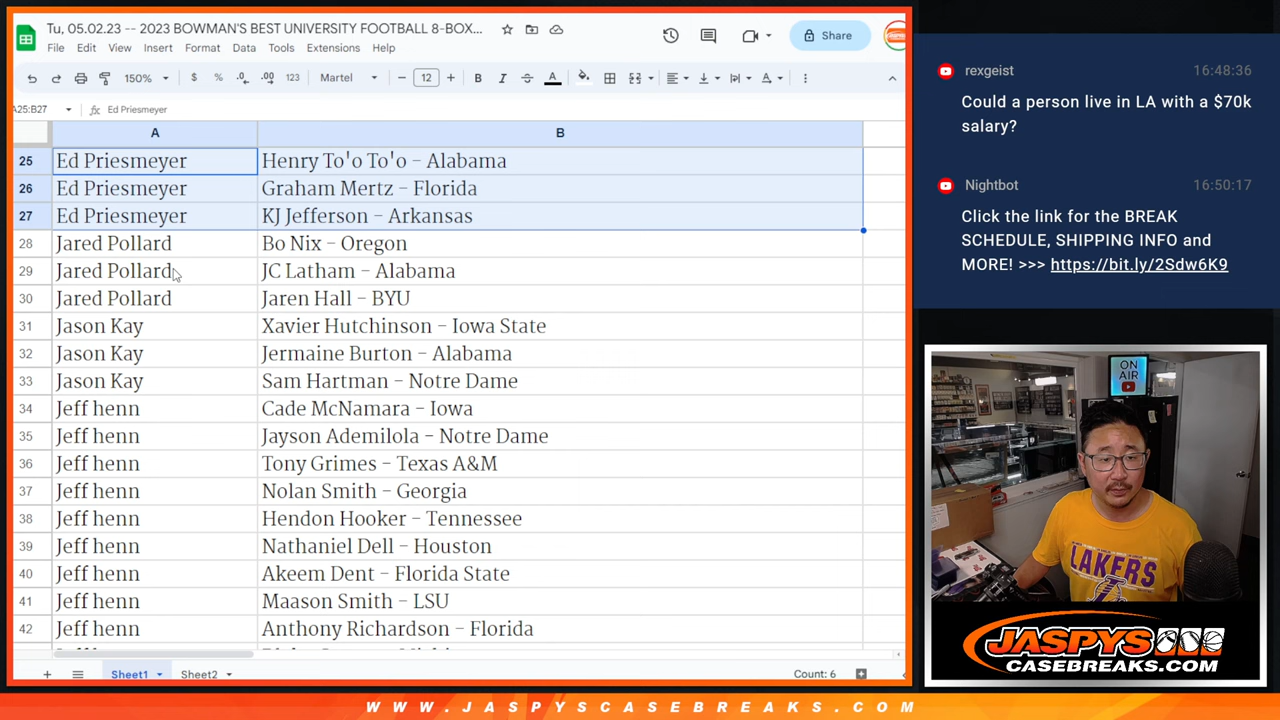 Tu, 05.02.23 -- 2023 BOWMAN'S BEST UNIVERSITY FOOTBALL 8-BOX...
Share
File Edit View Insert Format Data Tools Extensions Help
150% $ % .0 .00 123 Martel 12 B I A
A25:B27 fx Ed Priesmeyer
A B
25 Ed Priesmeyer Henry To'o To'o – Alabama
26 Ed Priesmeyer Graham Mertz – Florida
27 Ed Priesmeyer KJ Jefferson – Arkansas
28 Jared Pollard Bo Nix – Oregon
29 Jared Pollard JC Latham – Alabama
30 Jared Pollard Jaren Hall – BYU
31 Jason Kay Xavier Hutchinson – Iowa State
32 Jason Kay Jermaine Burton – Alabama
33 Jason Kay Sam Hartman – Notre Dame
34 Jeff henn Cade McNamara – Iowa
35 Jeff henn Jayson Ademilola – Notre Dame
36 Jeff henn Tony Grimes – Texas A&M
37 Jeff henn Nolan Smith – Georgia
38 Jeff henn Hendon Hooker – Tennessee
39 Jeff henn Nathaniel Dell – Houston
40 Jeff henn Akeem Dent – Florida State
41 Jeff henn Maason Smith – LSU
42 Jeff henn Anthony Richardson – Florida
Sheet1 Sheet2 Count: 6
rexgeist 16:48:36
Could a person live in LA with a $70k
salary?
Nightbot 16:50:17
Click the link for the BREAK
SCHEDULE, SHIPPING INFO and
MORE! >>> https://bit.ly/2Sdw6K9
ON
AIR
LAKERS
JASPYS
CASEBREAKS.COM
WWW.JASPYSCASEBREAKS.COM